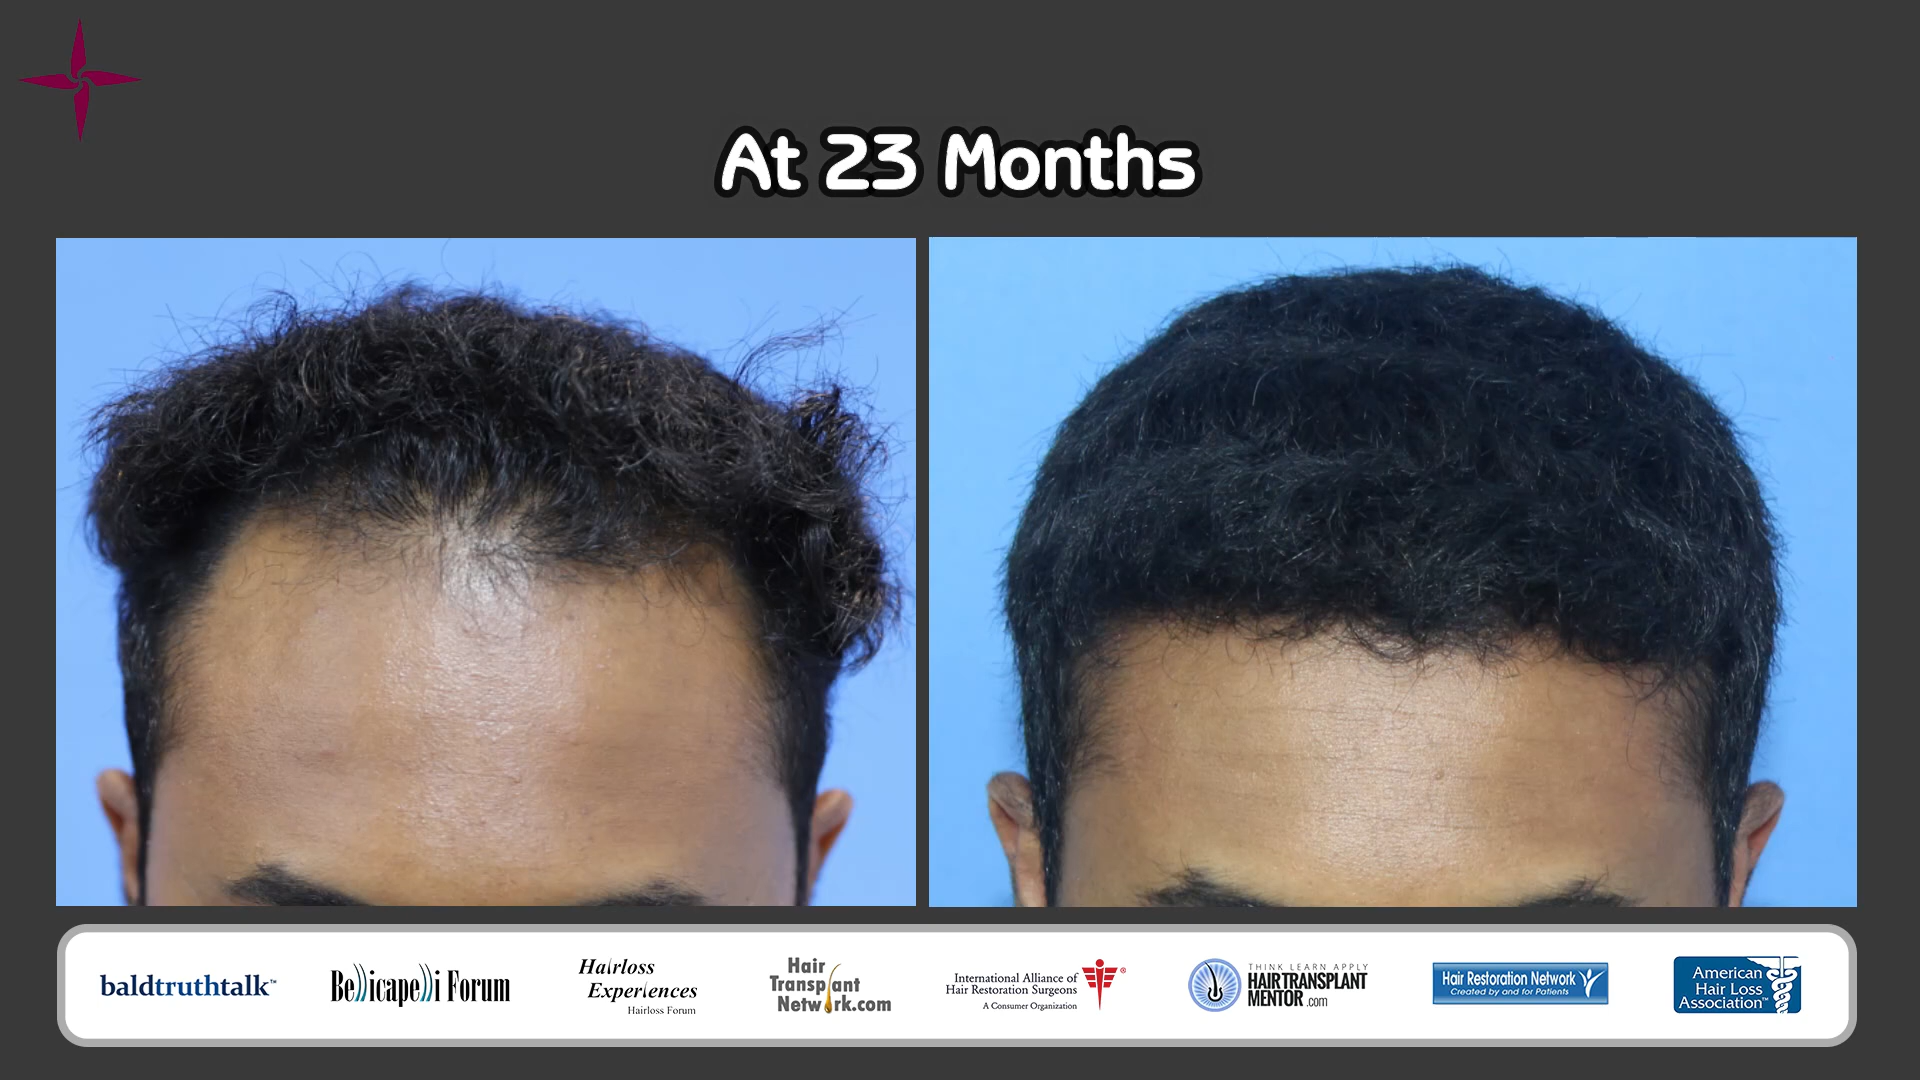 At 23 Months
baldtruthtalk™
Bellicapelli Forum
Hairloss
Experiences
Hairloss Forum
Hair
Transplant
Network.com
International Alliance of
Hair Restoration Surgeons
A Consumer Organization
®
THINK LEARN APPLY
HAIRTRANSPLANT
MENTOR.com
Hair Restoration Network
Created by and for Patients
American
Hair Loss
Association™